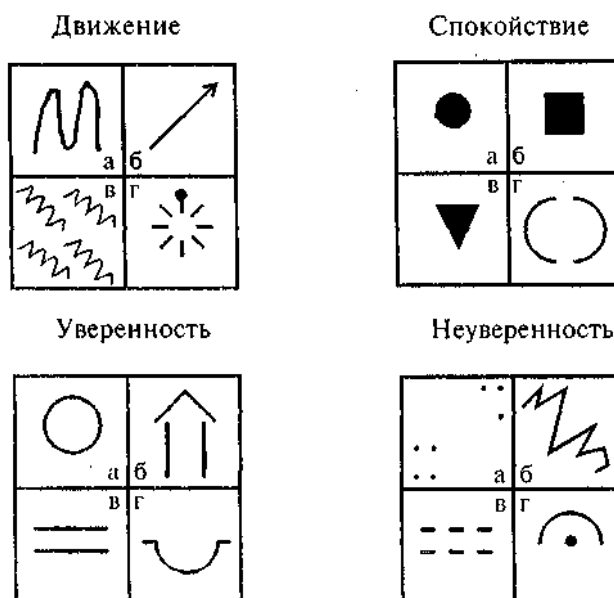 Движение
Спокойствие
а б
в г
а б
в г
Уверенность
Неуверенность
а б
в г
а б
в г